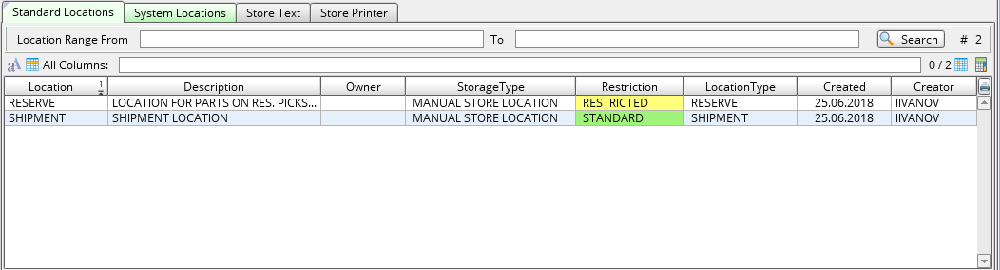 Standard Locations System Locations Store Text Store Printer
Location Range From To Search # 2
All Columns: 0 / 2
Location 1 Description Owner StorageType Restriction LocationType Created Creator
RESERVE LOCATION FOR PARTS ON RES. PICKS... MANUAL STORE LOCATION RESTRICTED RESERVE 25.06.2018 IIVANOV
SHIPMENT SHIPMENT LOCATION MANUAL STORE LOCATION STANDARD SHIPMENT 25.06.2018 IIVANOV